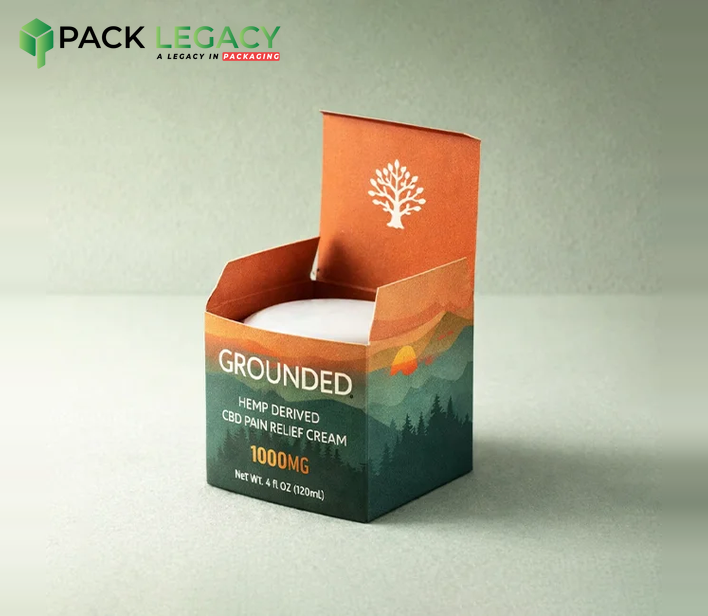 PACK LEGACY
A LEGACY IN PACKAGING
GROUNDED
HEMP DERIVED
CBD PAIN RELIEF CREAM
1000MG
Net WT. 4 fl OZ (120mL)